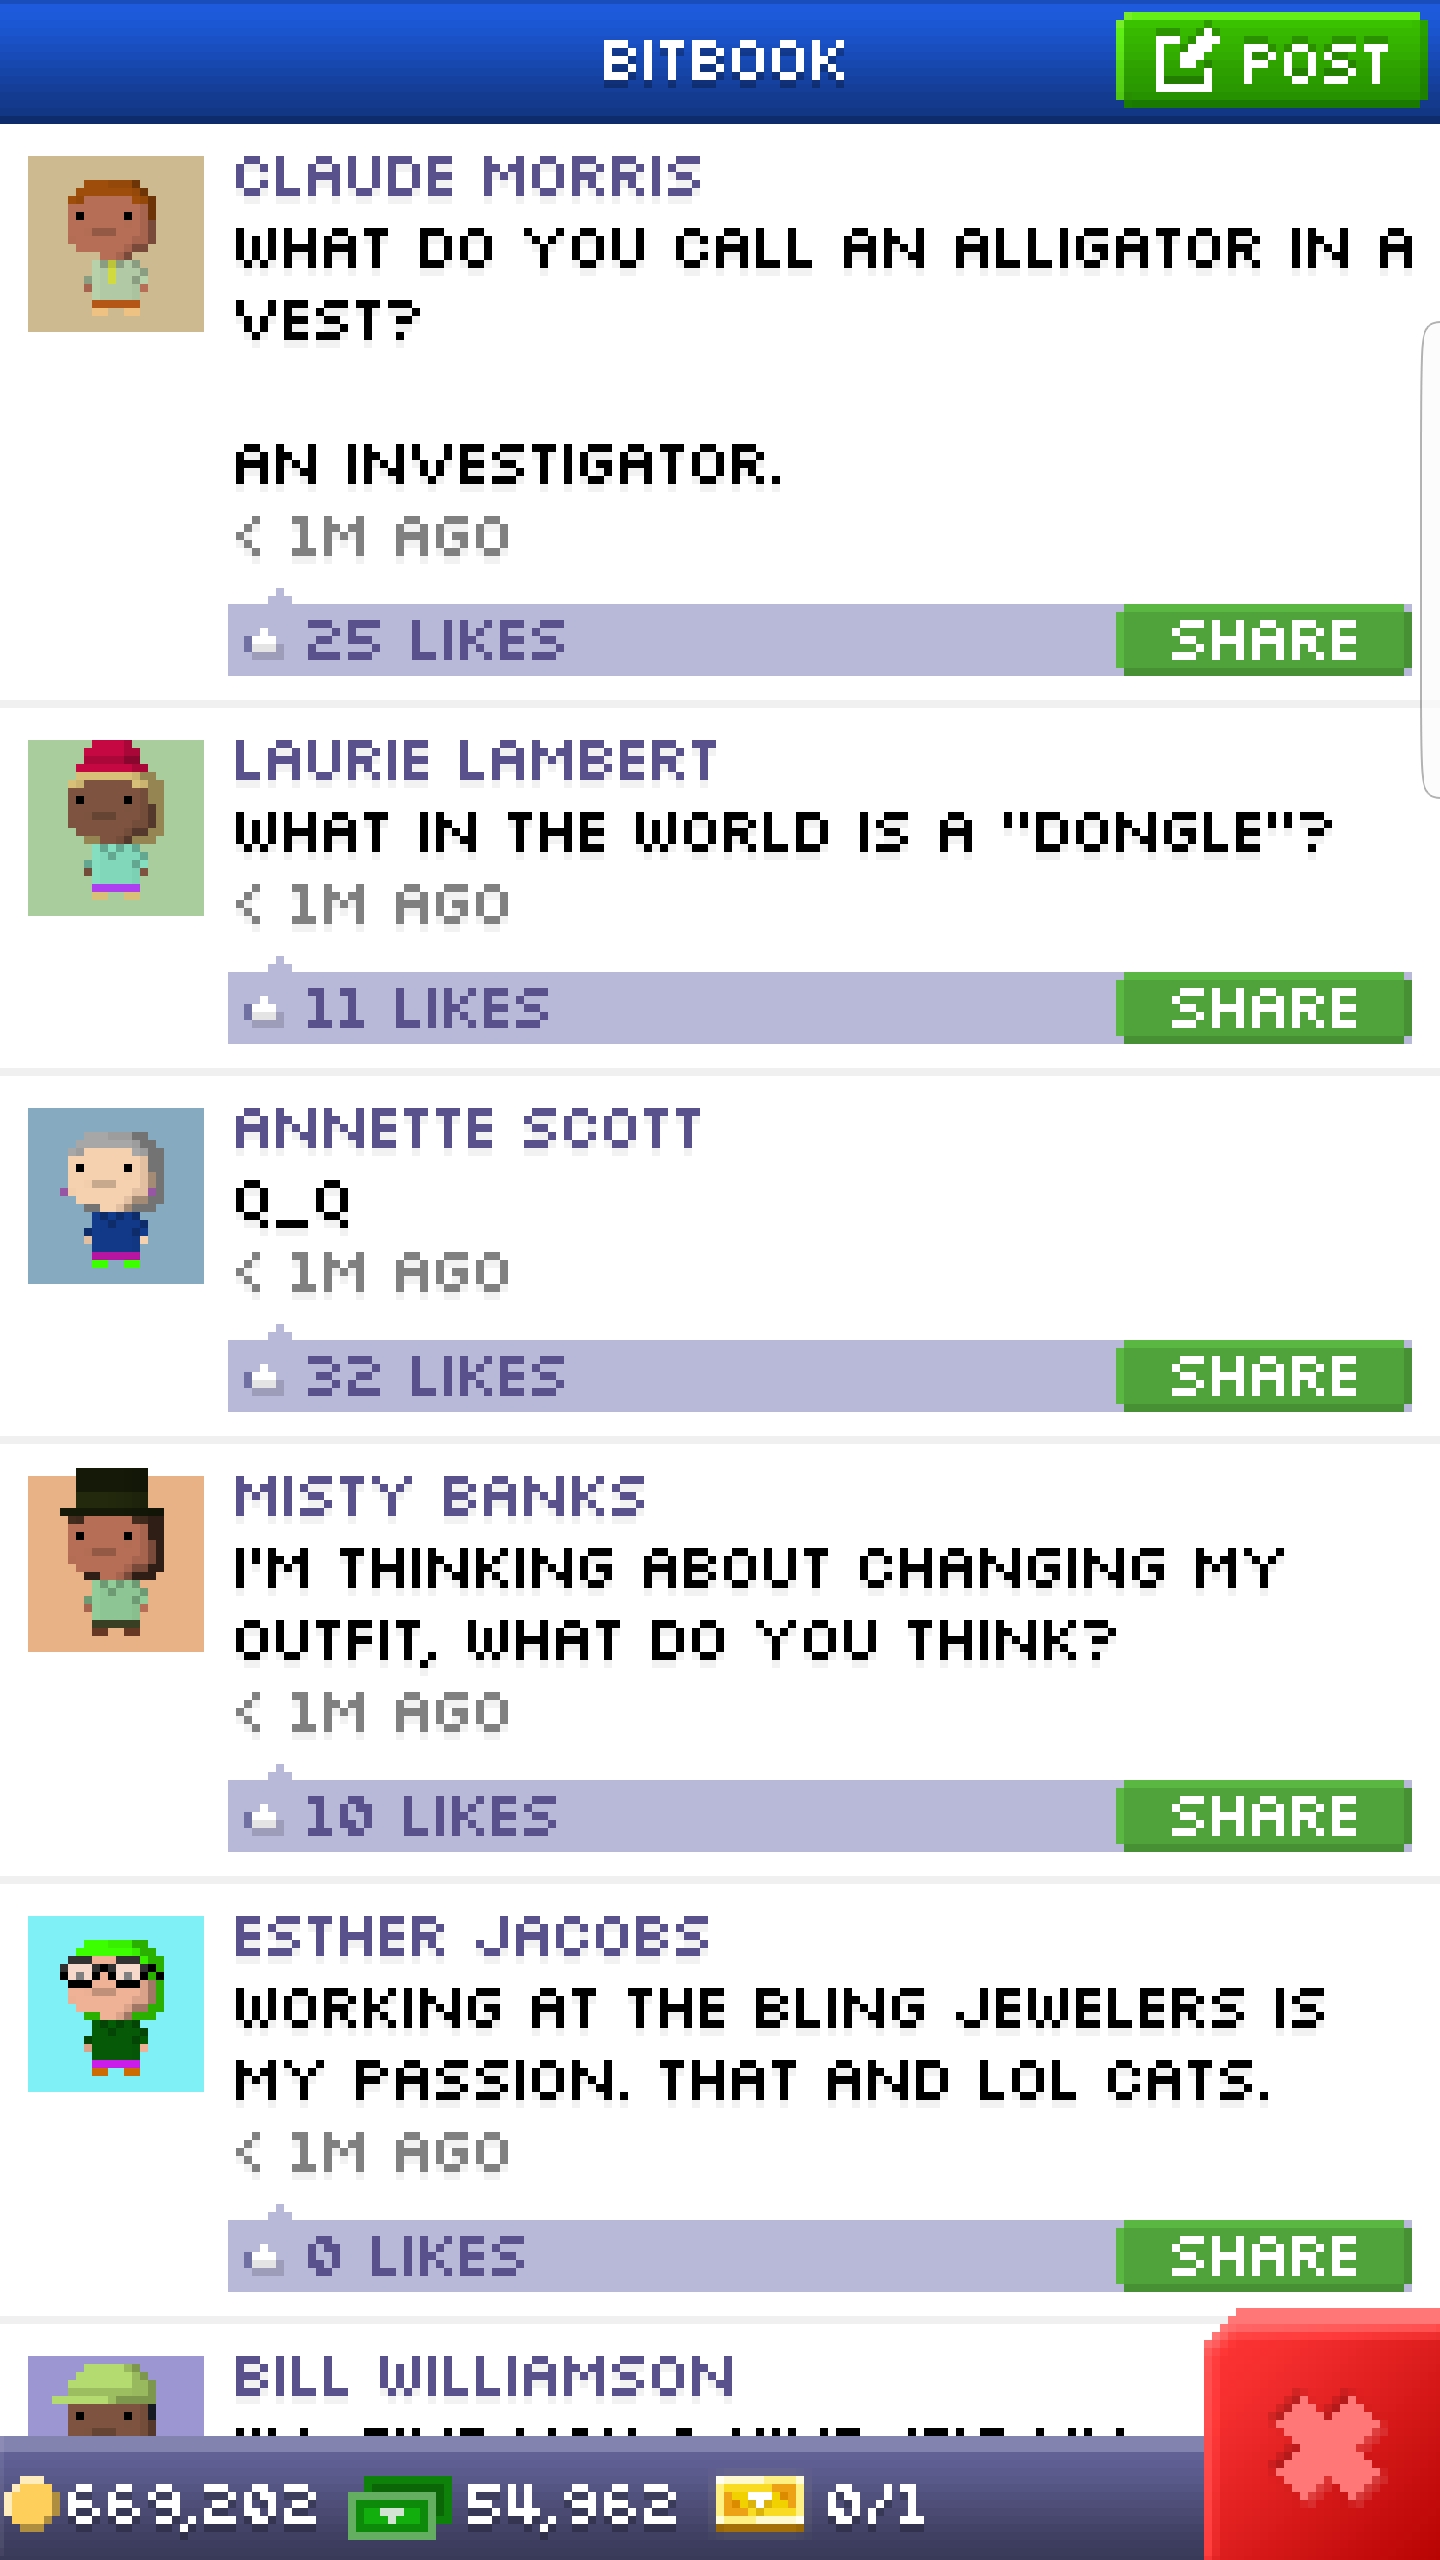 BITBOOK
POST
CLAUDE MORRIS
WHAT DO YOU CALL AN ALLIGATOR IN A
VEST?
AN INVESTIGATOR.
< 1M AGO
25 LIKES
SHARE
LAURIE LAMBERT
WHAT IN THE WORLD IS A "DONGLE"?
< 1M AGO
11 LIKES
SHARE
ANNETTE SCOTT
Q_Q
< 1M AGO
32 LIKES
SHARE
MISTY BANKS
I'M THINKING ABOUT CHANGING MY
OUTFIT, WHAT DO YOU THINK?
< 1M AGO
10 LIKES
SHARE
ESTHER JACOBS
WORKING AT THE BLING JEWELERS IS
MY PASSION. THAT AND LOL CATS.
< 1M AGO
0 LIKES
SHARE
BILL WILLIAMSON
669,202
54,962
0/1